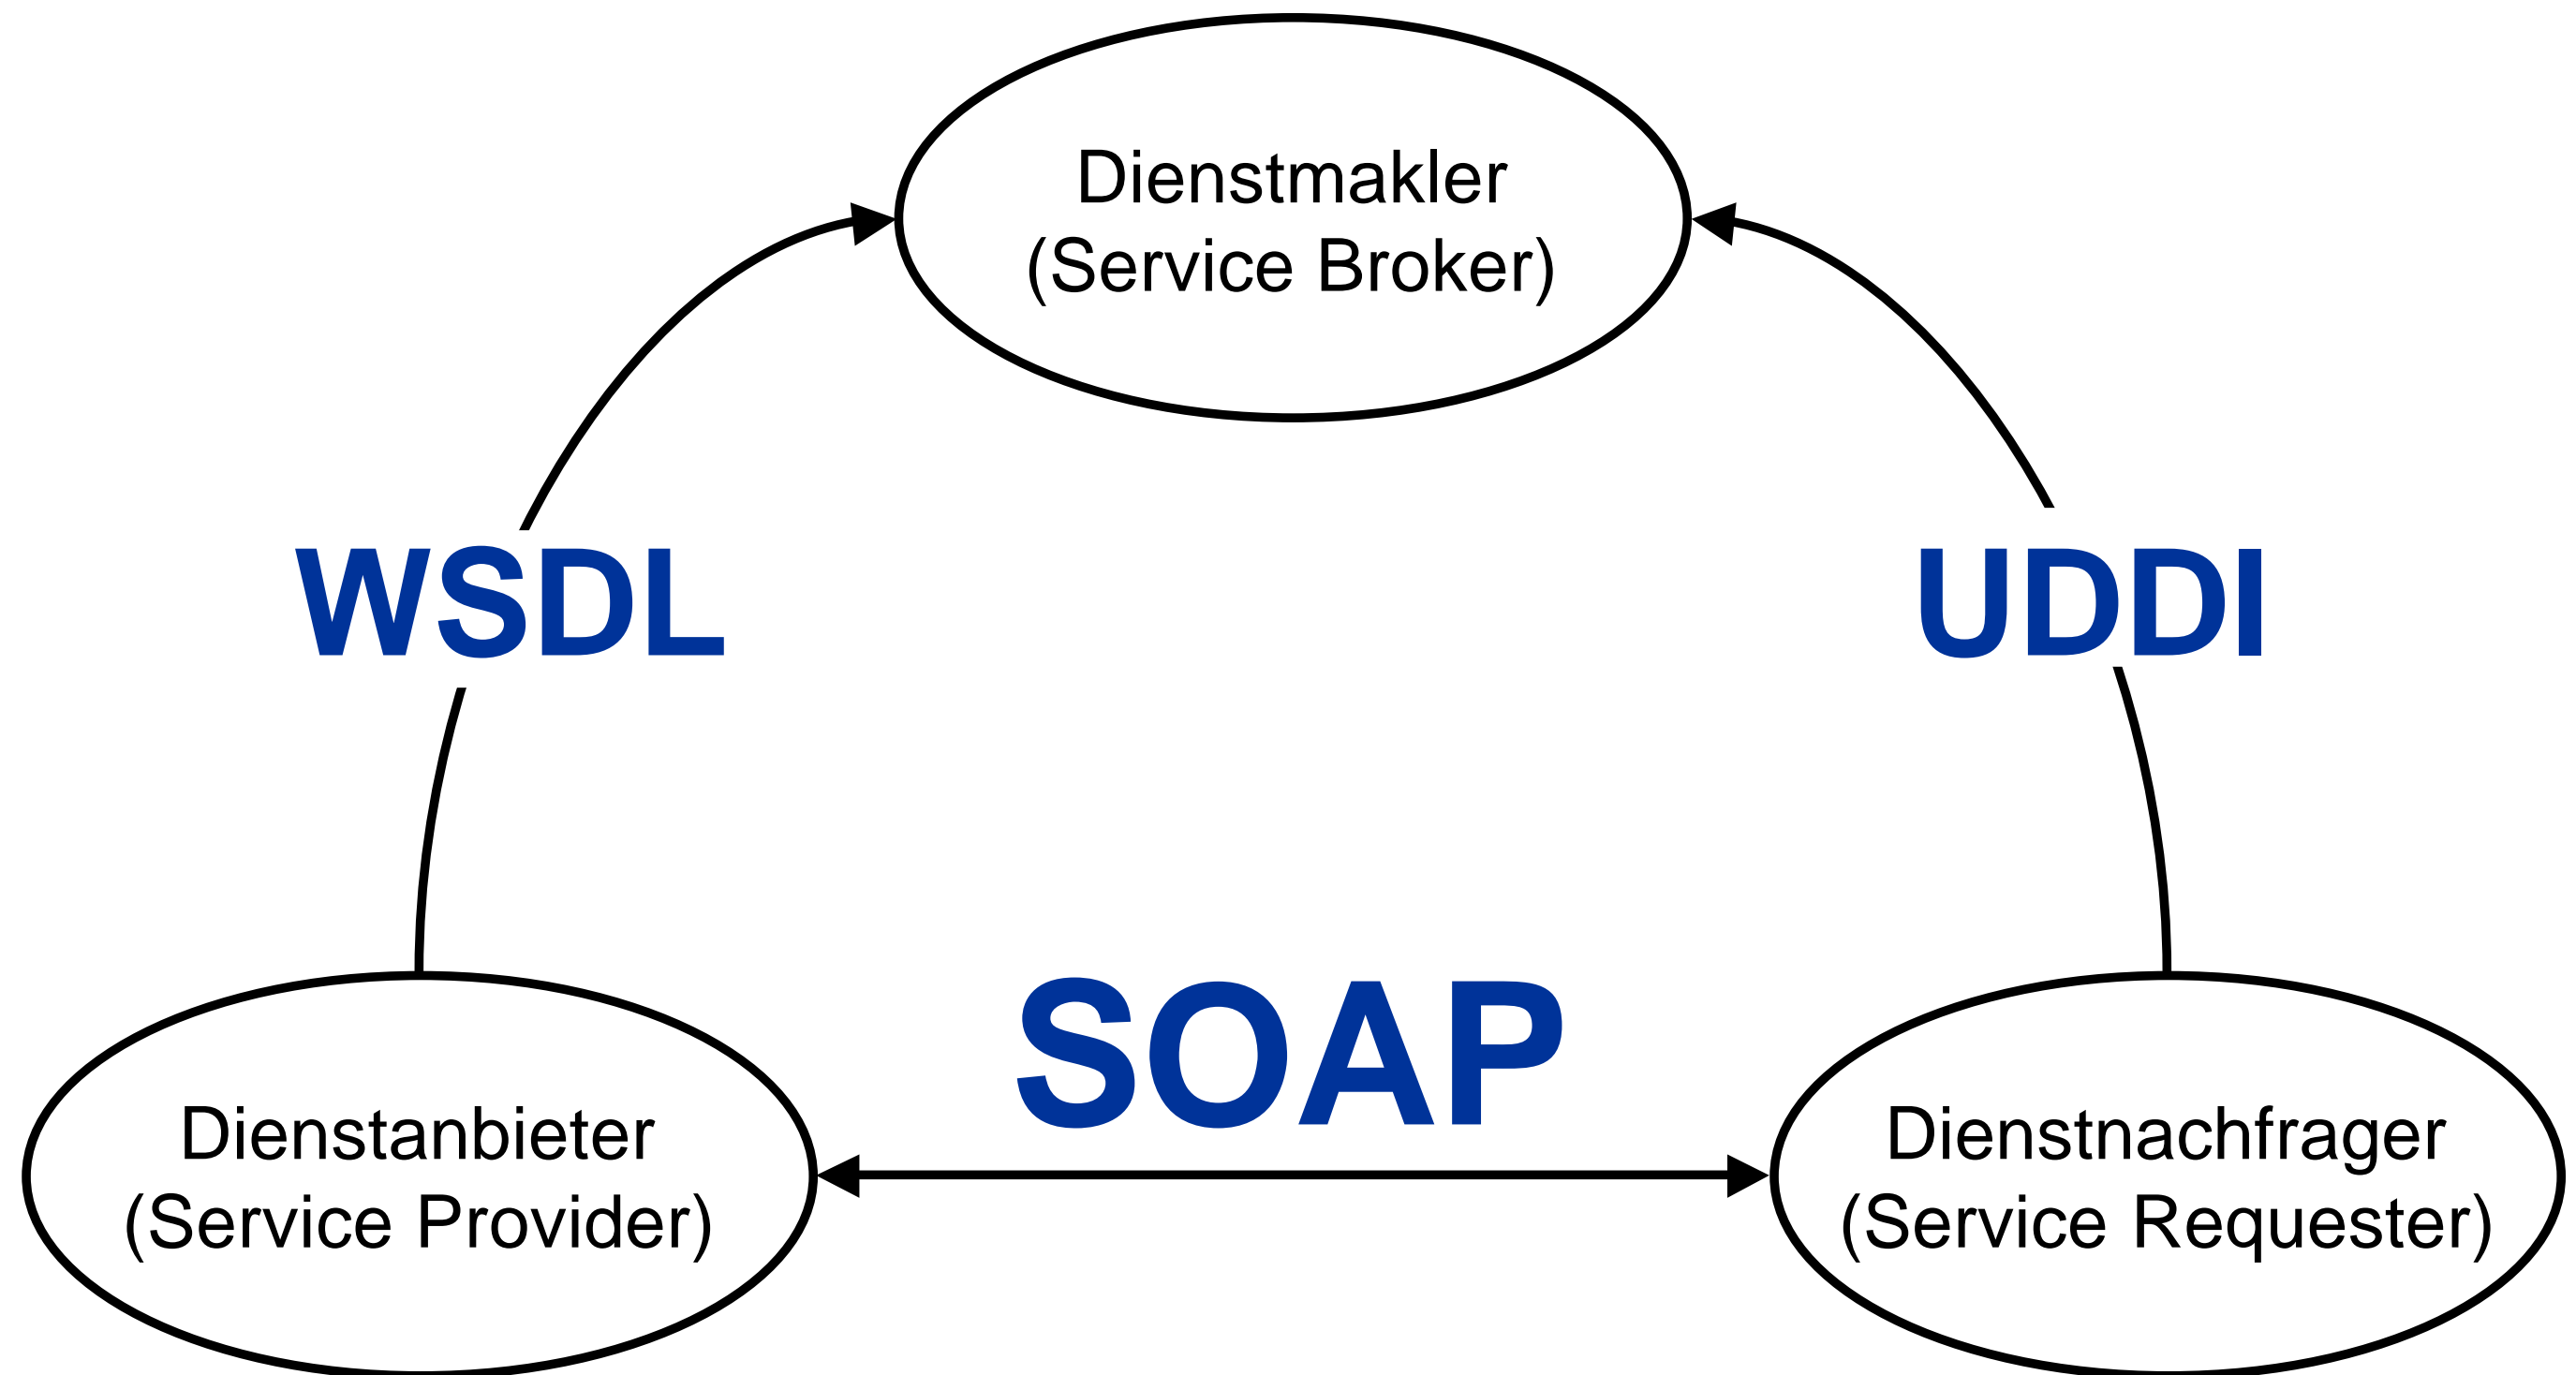 Dienstmakler
(Service Broker)
WSDL
UDDI
SOAP
Dienstanbieter
(Service Provider)
Dienstnachfrager
(Service Requester)